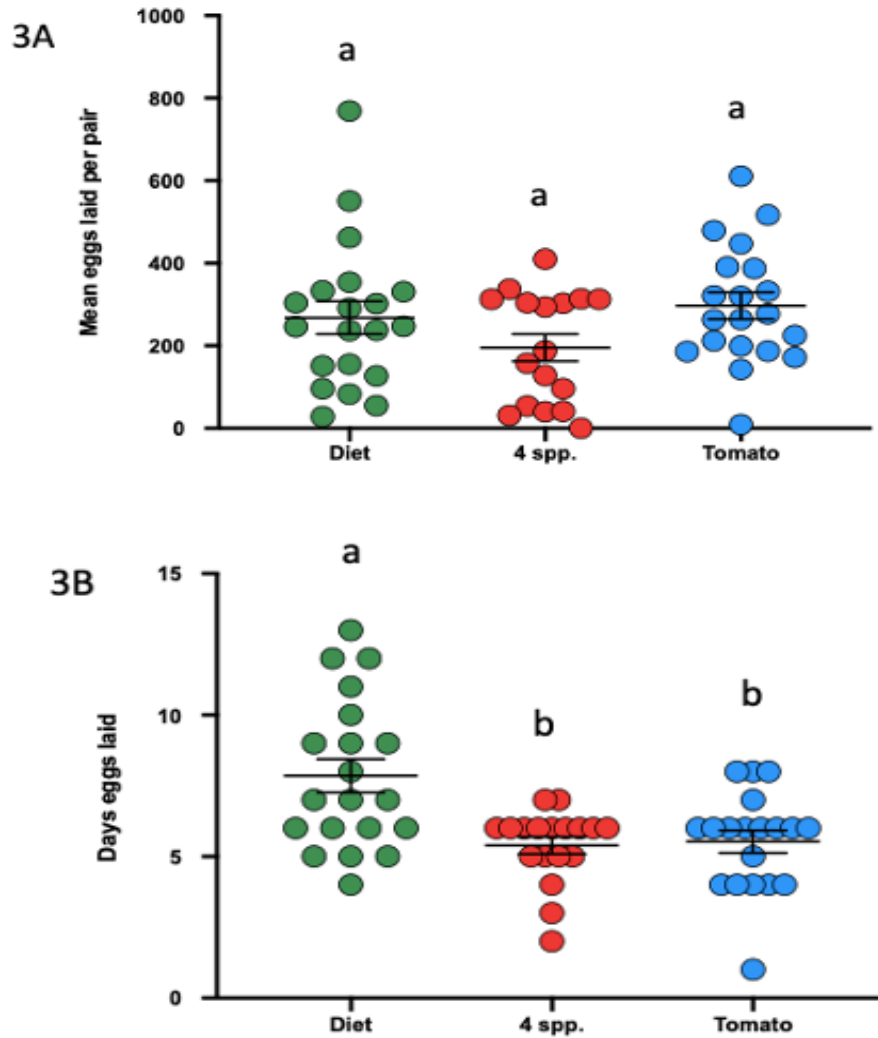 3A
Mean eggs laid per pair
1000
800
600
400
200
0
a
a
a
Diet
4 spp.
Tomato
3B
Days eggs laid
15
10
5
0
a
b
b
Diet
4 spp.
Tomato